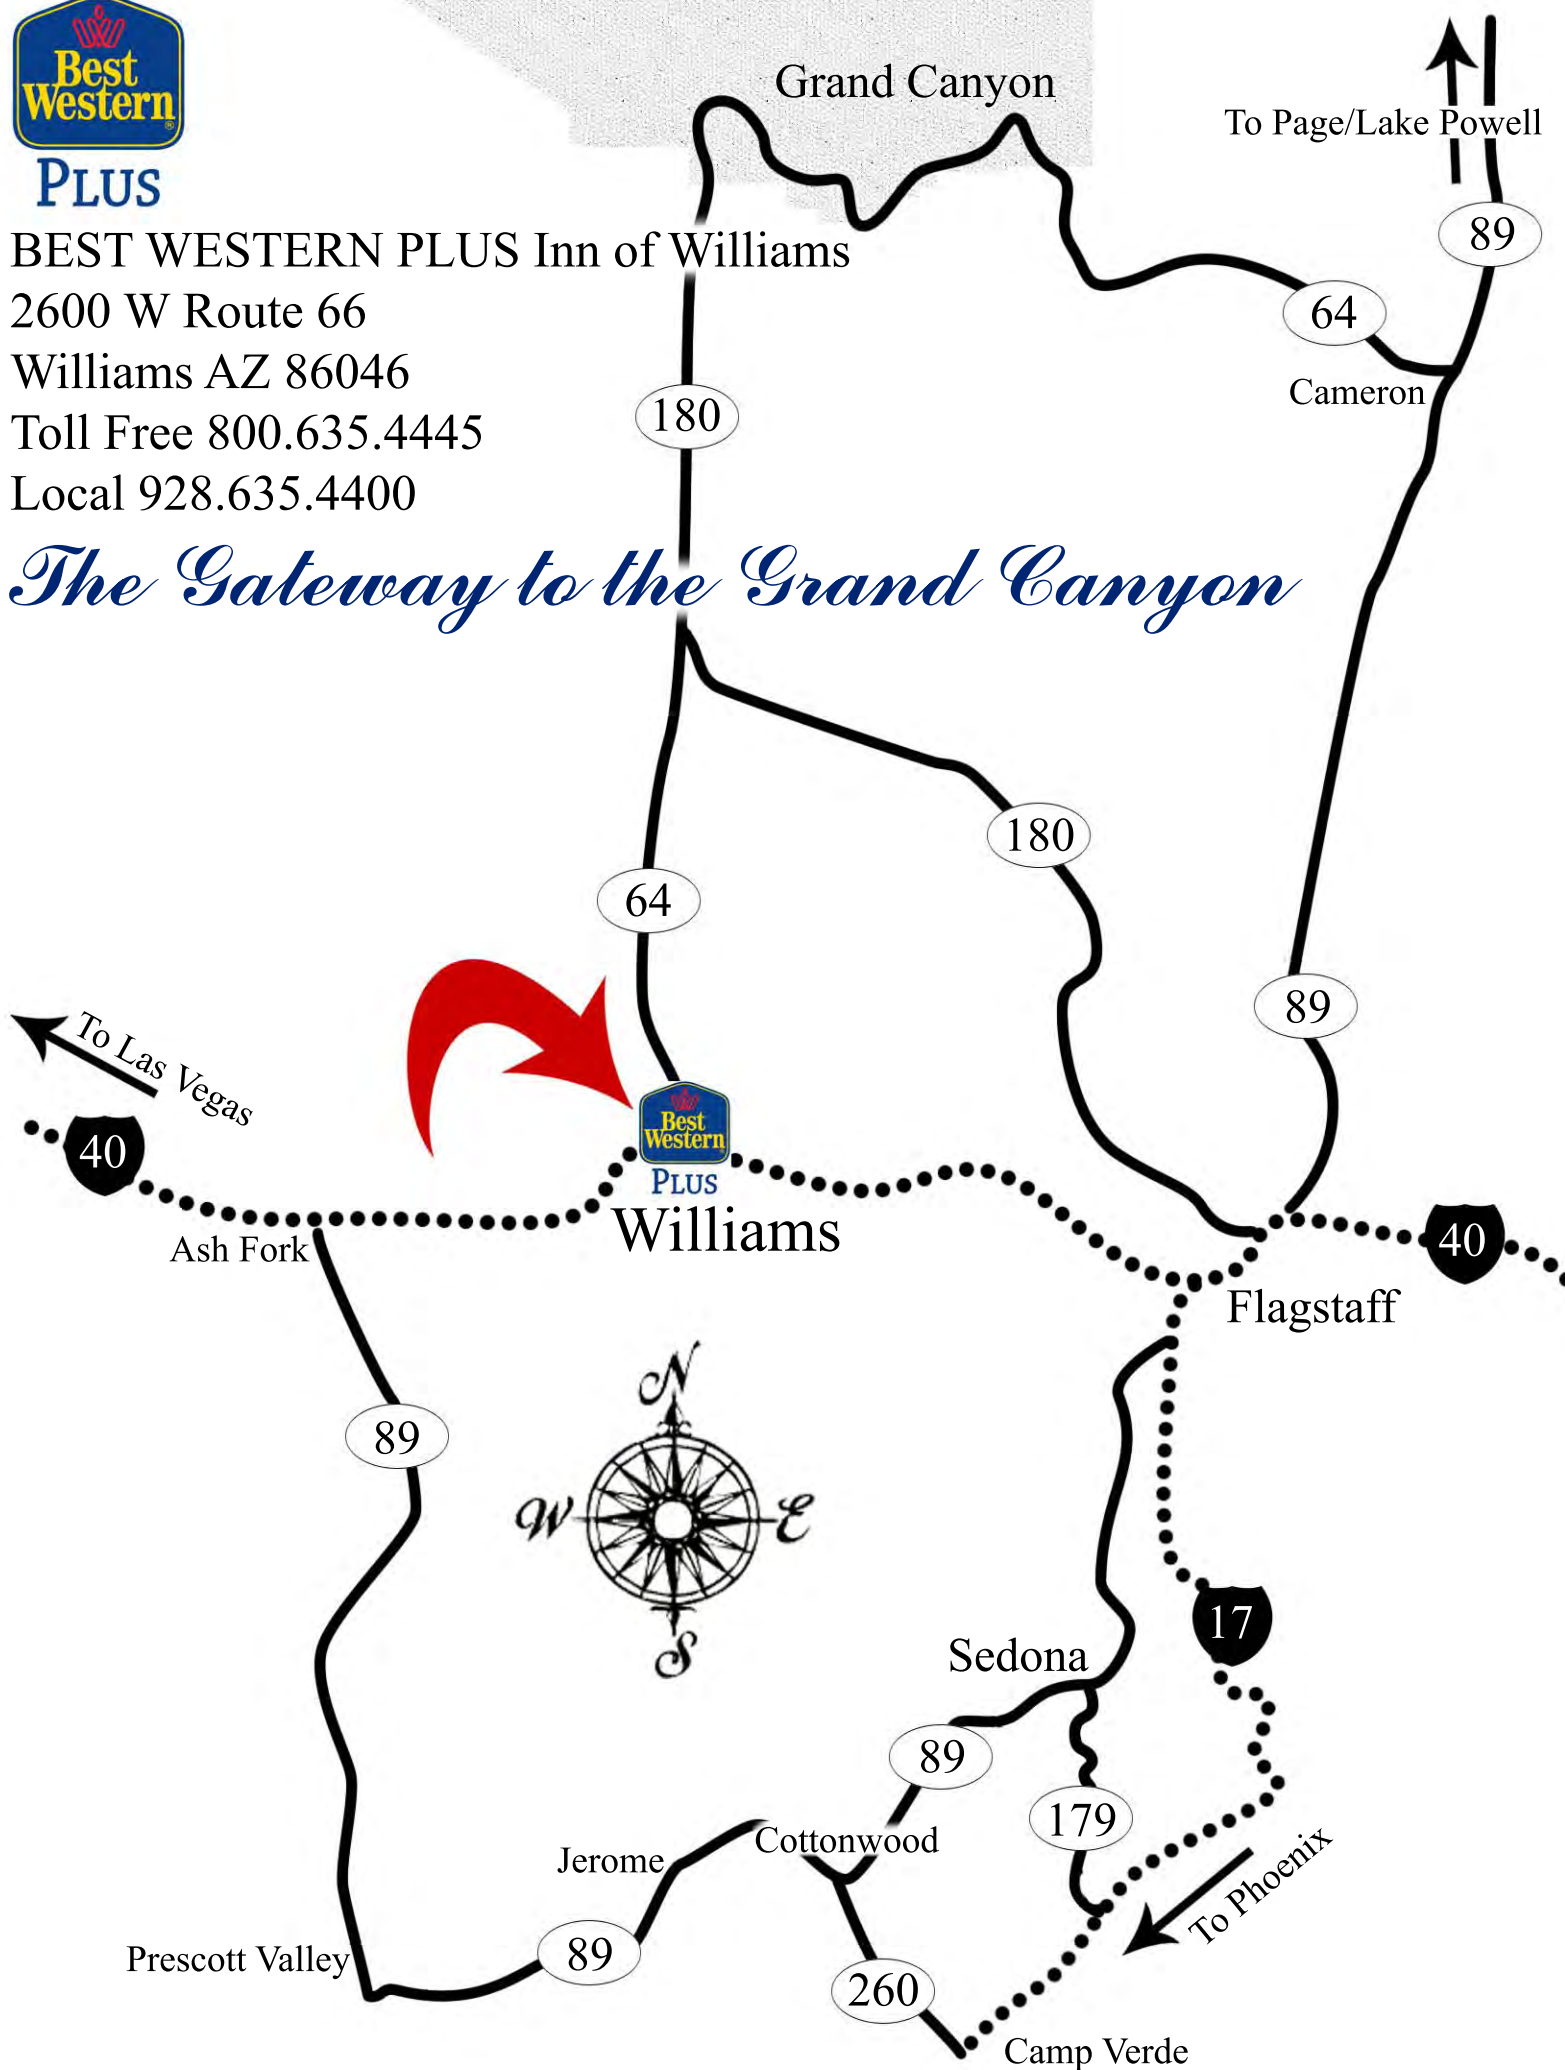 Best
Western
®
PLUS
Grand Canyon
To Page/Lake Powell
89
BEST WESTERN PLUS Inn of Williams
2600 W Route 66
64
Williams AZ 86046
Cameron
180
Toll Free 800.635.4445
Local 928.635.4400
The Gateway to the Grand Canyon
180
64
89
To Las Vegas
40
Best
Western
PLUS
Williams
40
Ash Fork
Flagstaff
N
89
W
E
S
17
Sedona
89
179
Cottonwood
Jerome
To Phoenix
Prescott Valley
89
260
Camp Verde